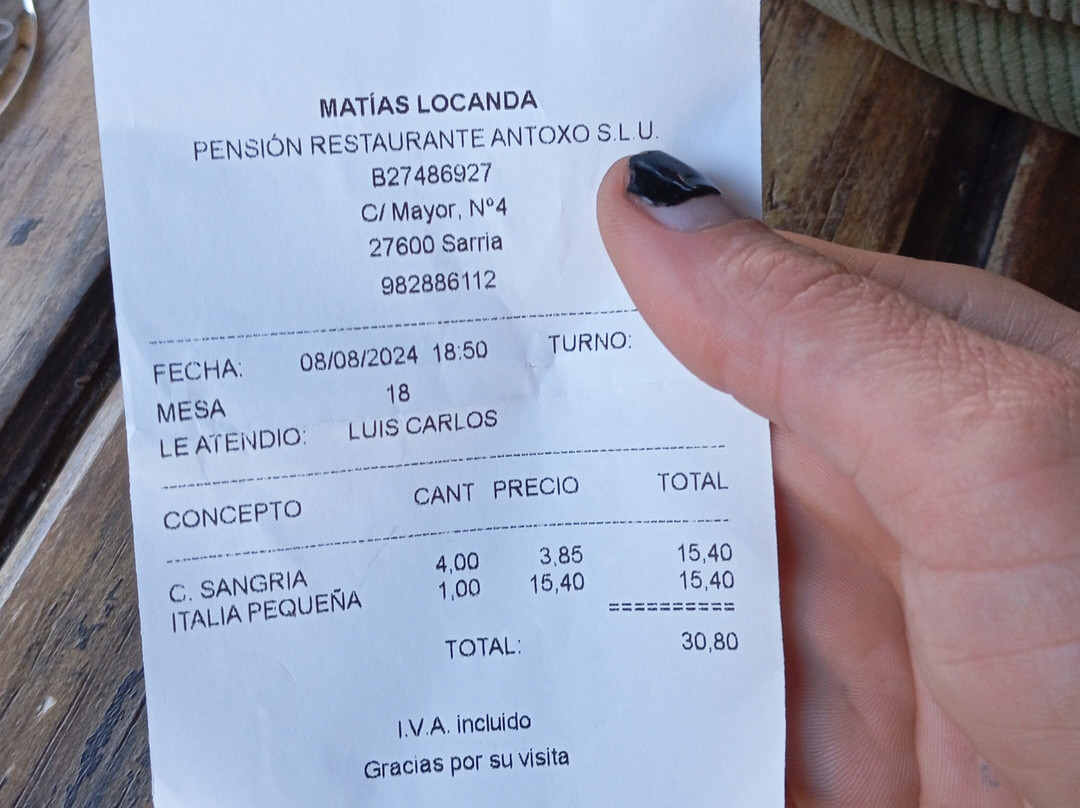 MATÍAS LOCANDA
PENSIÓN RESTAURANTE ANTOXO S.L.U.
B27486927
C/ Mayor, Nº4
27600 Sarria
982886112
FECHA: 08/08/2024 18:50 TURNO:
MESA 18
LE ATENDIO: LUIS CARLOS
CONCEPTO CANT PRECIO TOTAL
C. SANGRIA 4,00 3,85 15,40
ITALIA PEQUEÑA 1,00 15,40 15,40
==========
TOTAL: 30,80
I.V.A. incluido
Gracias por su visita